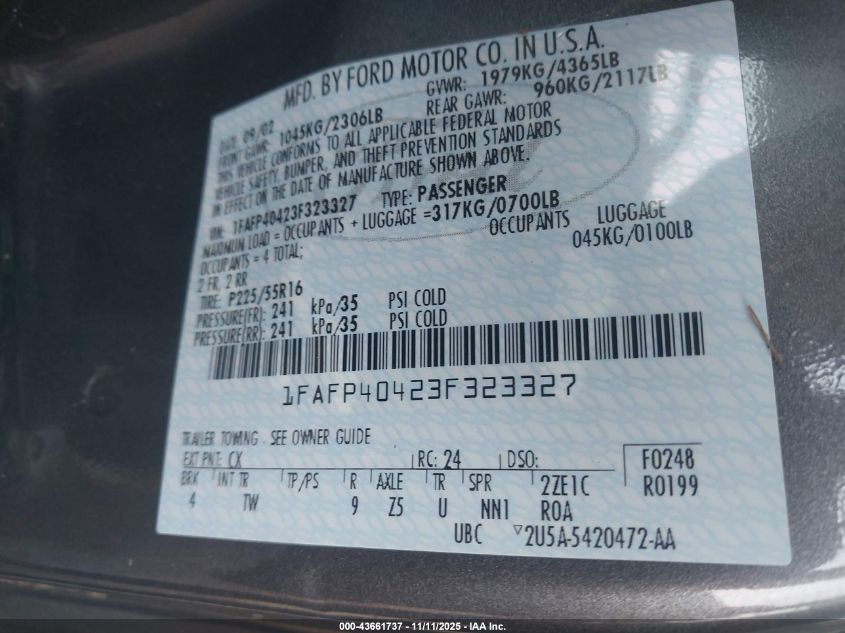 MFD. BY FORD MOTOR CO. IN U.S.A.
DATE: 09/02 GVWR: 1979KG/4365LB
FRONT GAWR: 1045KG/2306LB REAR GAWR: 960KG/2117LB
THIS VEHICLE CONFORMS TO ALL APPLICABLE FEDERAL MOTOR
VEHICLE SAFETY, BUMPER, AND THEFT PREVENTION STANDARDS
IN EFFECT ON THE DATE OF MANUFACTURE SHOWN ABOVE.
VIN: 1FAFP40423F323327 TYPE: PASSENGER
MAXIMUM LOAD = OCCUPANTS + LUGGAGE = 317KG/0700LB
OCCUPANTS = 4 TOTAL; OCCUPANTS LUGGAGE
2 FR, 2 RR 045KG/0100LB
TIRE: P225/55R16
PRESSURE(FR): 241 kPa/35 PSI COLD
PRESSURE(RR): 241 kPa/35 PSI COLD
1FAFP40423F323327
TRAILER TOWING - SEE OWNER GUIDE
EXT PNT: CX RC: 24 DSO: F0248
BRK INT TR TP/PS R AXLE TR SPR 2ZE1C R0199
4 TW 9 Z5 U NN1 ROA
UBC ▽2U5A-5420472-AA
000-43661737 - 11/11/2025 - IAA Inc.